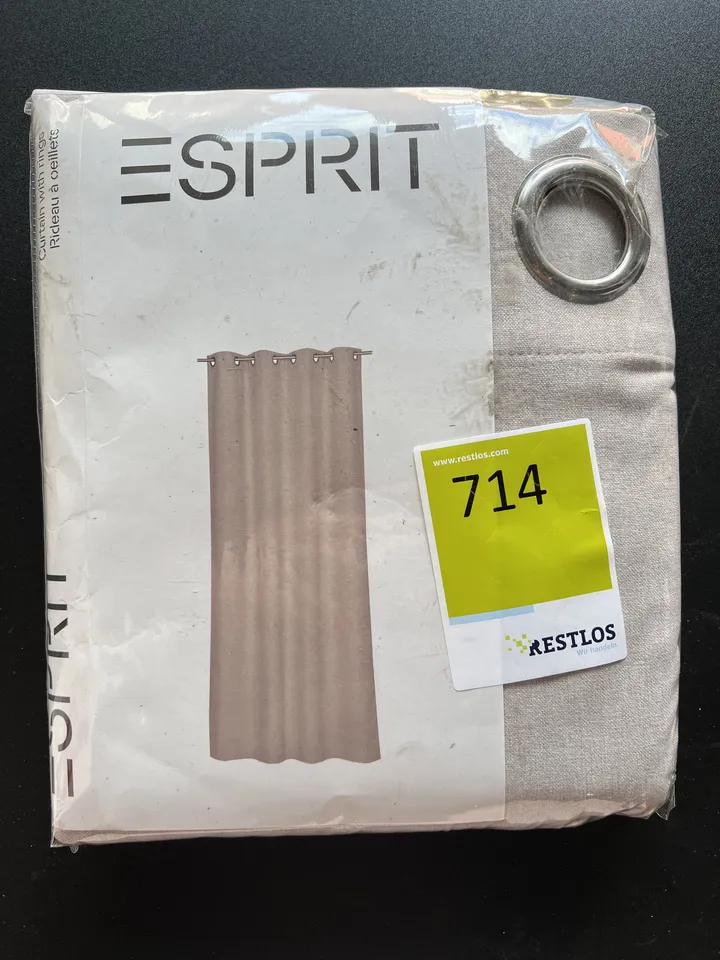 ESPRIT
Curtain with rings
Rideau à oeillets
www.restlos.com
714
RESTLOS
Wir handeln.
ESPRIT